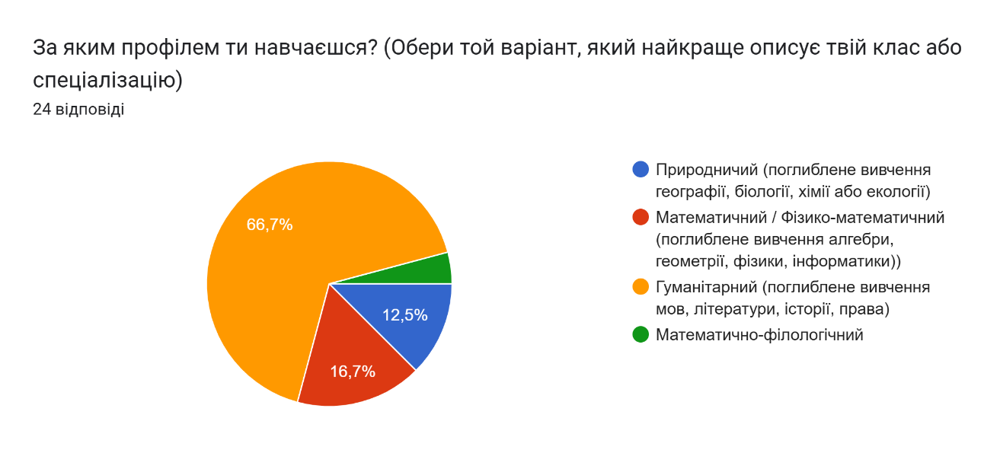 За яким профілем ти навчаєшся? (Обери той варіант, який найкраще описує твій клас або
спеціалізацію)
24 відповіді
66,7%
12,5%
16,7%
Природничий (поглиблене вивчення
географії, біології, хімії або екології)
Математичний / Фізико-математичний
(поглиблене вивчення алгебри,
геометрії, фізики, інформатики))
Гуманітарний (поглиблене вивчення
мов, літератури, історії, права)
Математично-філологічний